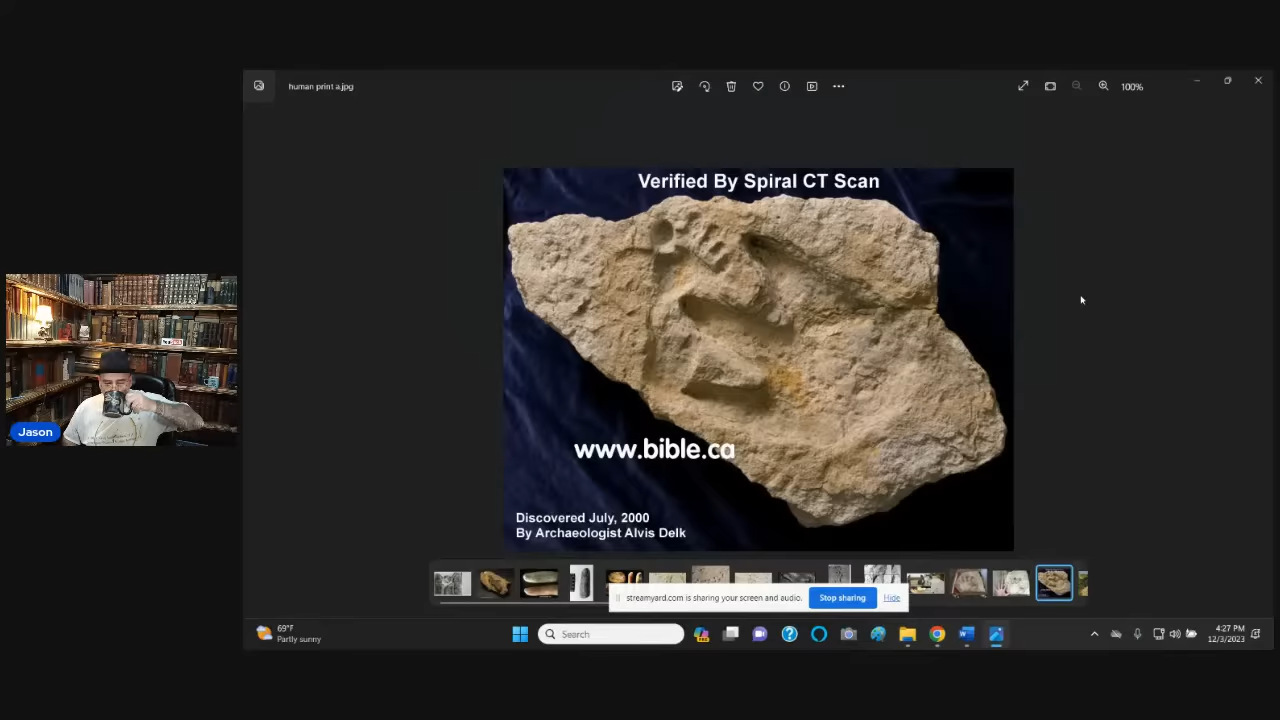 human print a.jpg
100%
Verified By Spiral CT Scan
www.bible.ca
Discovered July, 2000
By Archaeologist Alvis Delk
Jason
streamyard.com is sharing your screen and audio.
Stop sharing
Hide
69°F
Partly sunny
Search
4:27 PM
12/3/2023